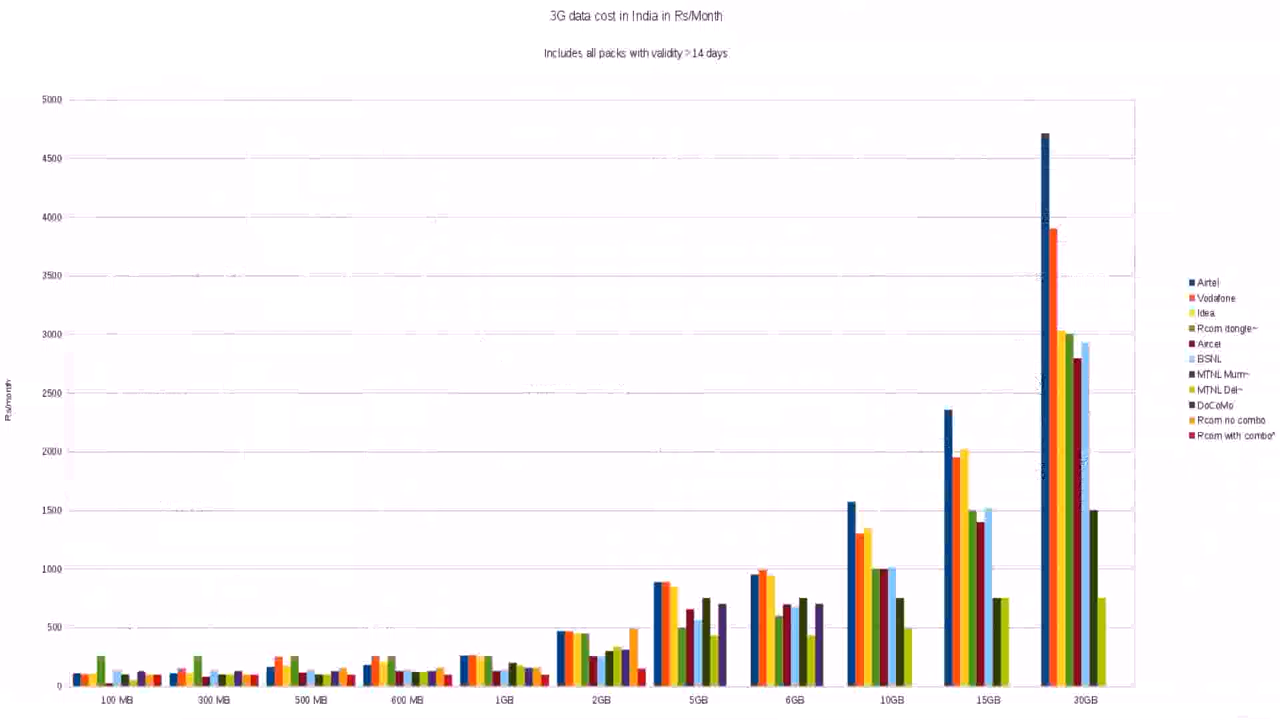 3G data cost in India in Rs/Month
Includes all packs with validity > 14 days
5000
4500
4000
3500
3000
2500
2000
1500
1000
500
0
Rs/month
100 MB
300 MB
500 MB
600 MB
1GB
2GB
5GB
6GB
10GB
15GB
30GB
Airtel
Vodafone
Idea
Rcom dongle~
Aircel
BSNL
MTNL Mum~
MTNL Del~
DoCoMo
Rcom no combo
Rcom with combo*